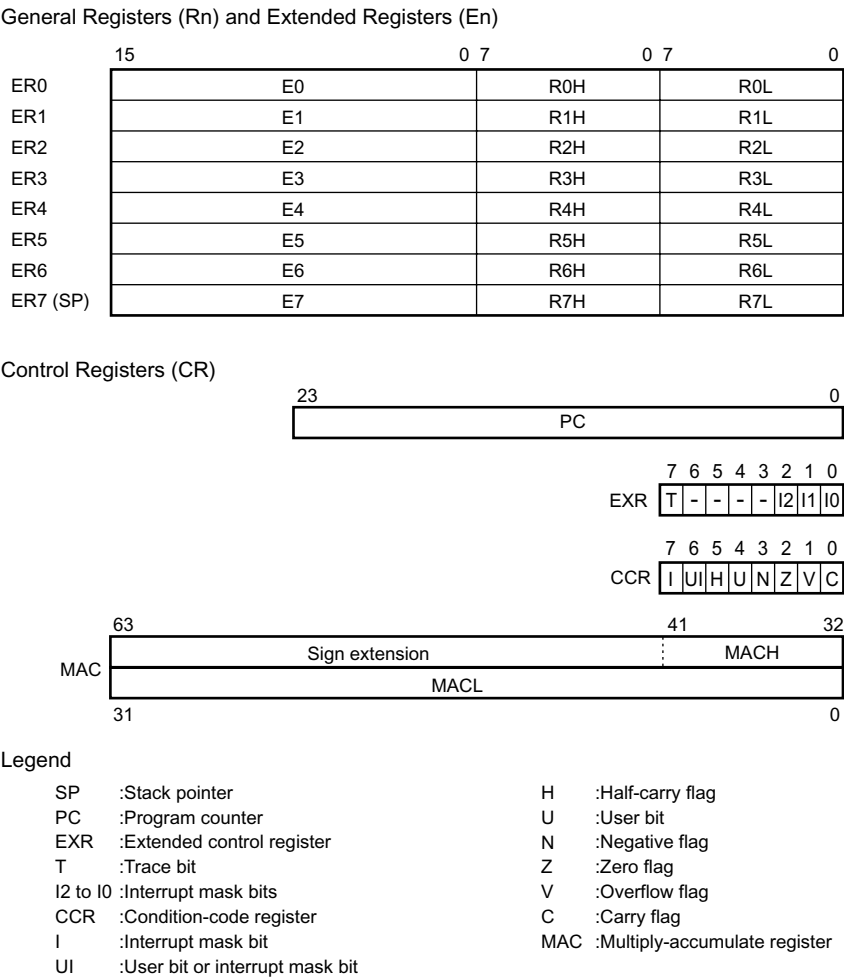 General Registers (Rn) and Extended Registers (En)
15 0 7 0 7 0
ER0 E0 R0H R0L
ER1 E1 R1H R1L
ER2 E2 R2H R2L
ER3 E3 R3H R3L
ER4 E4 R4H R4L
ER5 E5 R5H R5L
ER6 E6 R6H R6L
ER7 (SP) E7 R7H R7L
Control Registers (CR)
23 0
PC
7 6 5 4 3 2 1 0
EXR T - - - - I2 I1 I0
7 6 5 4 3 2 1 0
CCR I UI H U N Z V C
63 41 32
Sign extension MACH
MAC
MACL
31 0
Legend
SP :Stack pointer
PC :Program counter
EXR :Extended control register
T :Trace bit
I2 to I0 :Interrupt mask bits
CCR :Condition-code register
I :Interrupt mask bit
UI :User bit or interrupt mask bit
H :Half-carry flag
U :User bit
N :Negative flag
Z :Zero flag
V :Overflow flag
C :Carry flag
MAC :Multiply-accumulate register